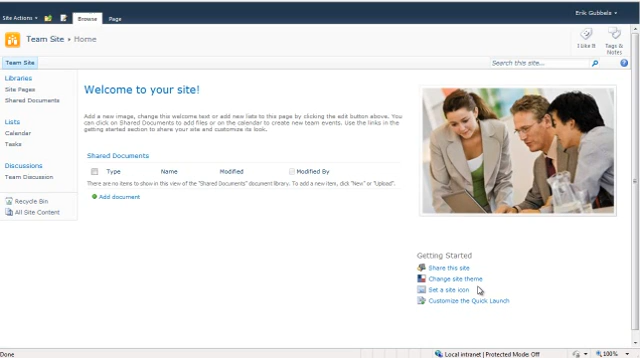 Erik Gubbels
Site Actions
Browse
Page
Team Site ▸ Home
I Like It
Tags &
Notes
Team Site
Search this site...
Libraries
Site Pages
Shared Documents
Lists
Calendar
Tasks
Discussions
Team Discussion
Recycle Bin
All Site Content
Welcome to your site!
Add a new image, change this welcome text or add new lists to this page by clicking the edit button above. You
can click on Shared Documents to add files or on the calendar to create new team events. Use the links in the
getting started section to share your site and customize its look.
Shared Documents
Type Name Modified Modified By
There are no items to show in this view of the "Shared Documents" document library. To add a new item, click "New" or "Upload".
Add document
Getting Started
Share this site
Change site theme
Set a site icon
Customize the Quick Launch
Done
Local intranet | Protected Mode: Off
100%